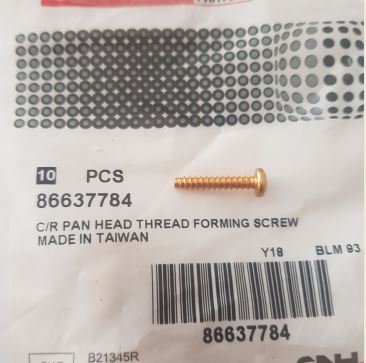 10 PCS
86637784
C/R PAN HEAD THREAD FORMING SCREW
MADE IN TAIWAN
Y18 BLM 93
86637784
B21345R